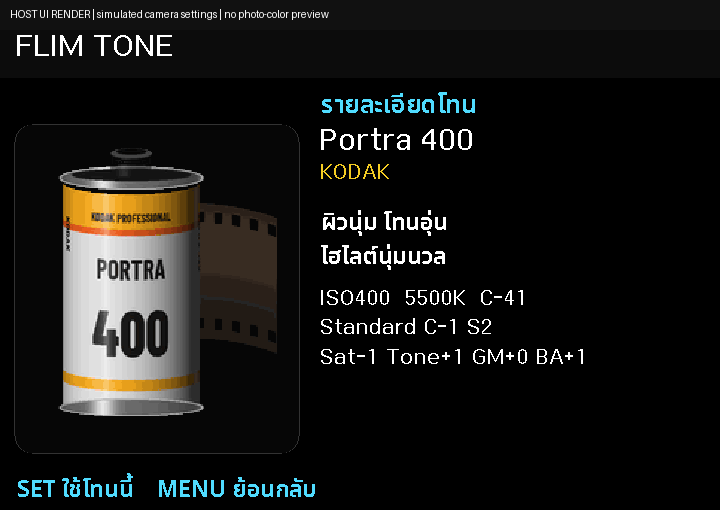 HOST UI RENDER | simulated camera settings | no photo-color preview
FLIM TONE
รายละเอียดโทน
Portra 400
KODAK
KODAK PROFESSIONAL
KODAK
PORTRA
400
ผิวนุ่ม โทนอุ่น
ไฮไลต์นุ่มนวล
ISO400 5500K C-41
Standard C-1 S2
Sat-1 Tone+1 GM+0 BA+1
SET ใช้โทนนี้ MENU ย้อนกลับ